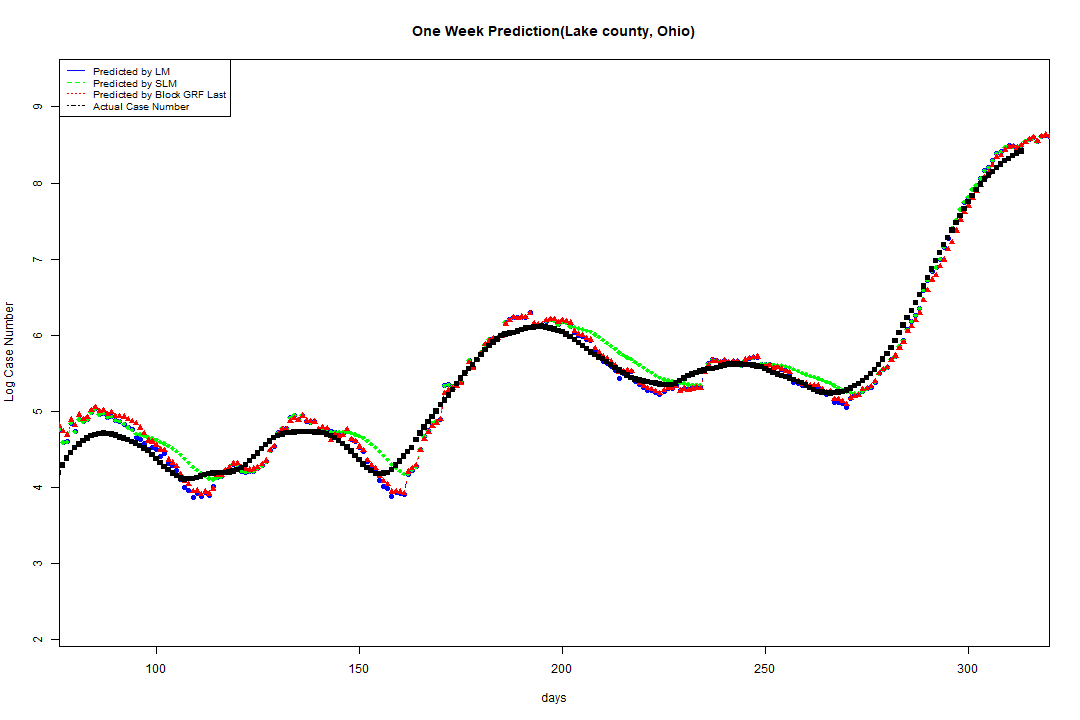 One Week Prediction(Lake county, Ohio)
Predicted by LM
Predicted by SLM
Predicted by Block GRF Last
Actual Case Number
9
8
7
6
5
4
3
2
Log Case Number
100 150 200 250 300
days